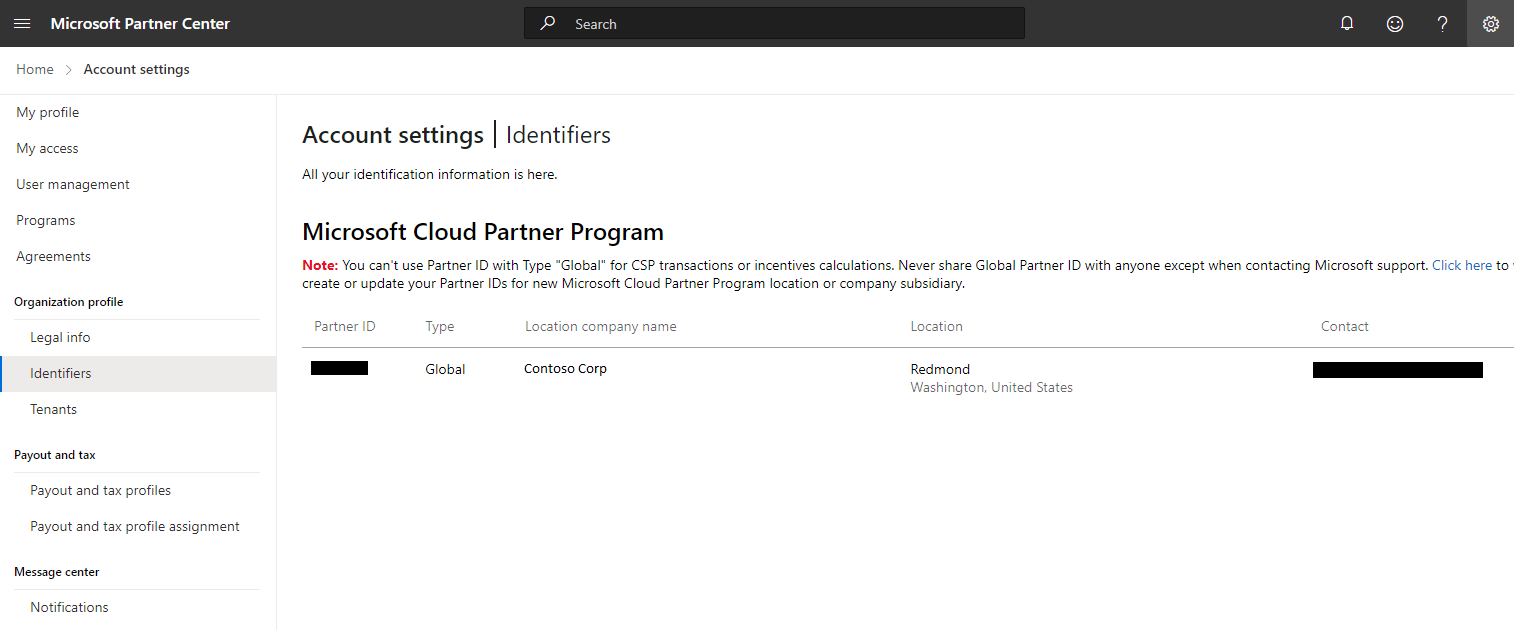 Microsoft Partner Center
Search
?
Home > Account settings
My profile
My access
User management
Programs
Agreements
Organization profile
Legal info
Identifiers
Tenants
Payout and tax
Payout and tax profiles
Payout and tax profile assignment
Message center
Notifications
Account settings | Identifiers
All your identification information is here.
Microsoft Cloud Partner Program
Note: You can't use Partner ID with Type "Global" for CSP transactions or incentives calculations. Never share Global Partner ID with anyone except when contacting Microsoft support. Click here to
create or update your Partner IDs for new Microsoft Cloud Partner Program location or company subsidiary.
Partner ID Type Location company name Location Contact
Global Contoso Corp Redmond
Washington, United States